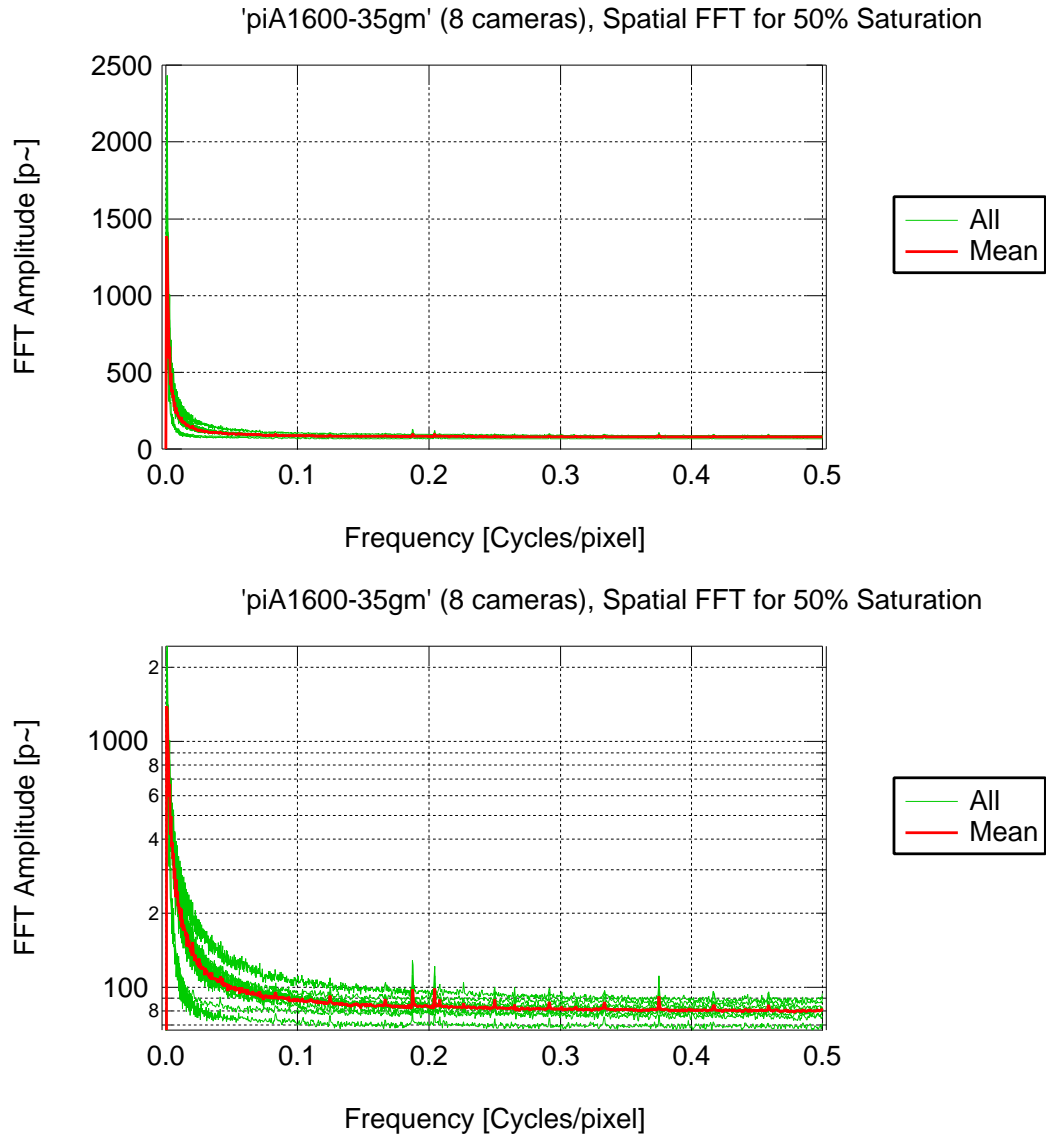 'piA1600-35gm' (8 cameras), Spatial FFT for 50% Saturation
FFT Amplitude [p~]
2500
2000
1500
1000
500
0
0.0 0.1 0.2 0.3 0.4 0.5
Frequency [Cycles/pixel]
All
Mean
'piA1600-35gm' (8 cameras), Spatial FFT for 50% Saturation
FFT Amplitude [p~]
2
1000
8
6
4
2
100
8
0.0 0.1 0.2 0.3 0.4 0.5
Frequency [Cycles/pixel]
All
Mean